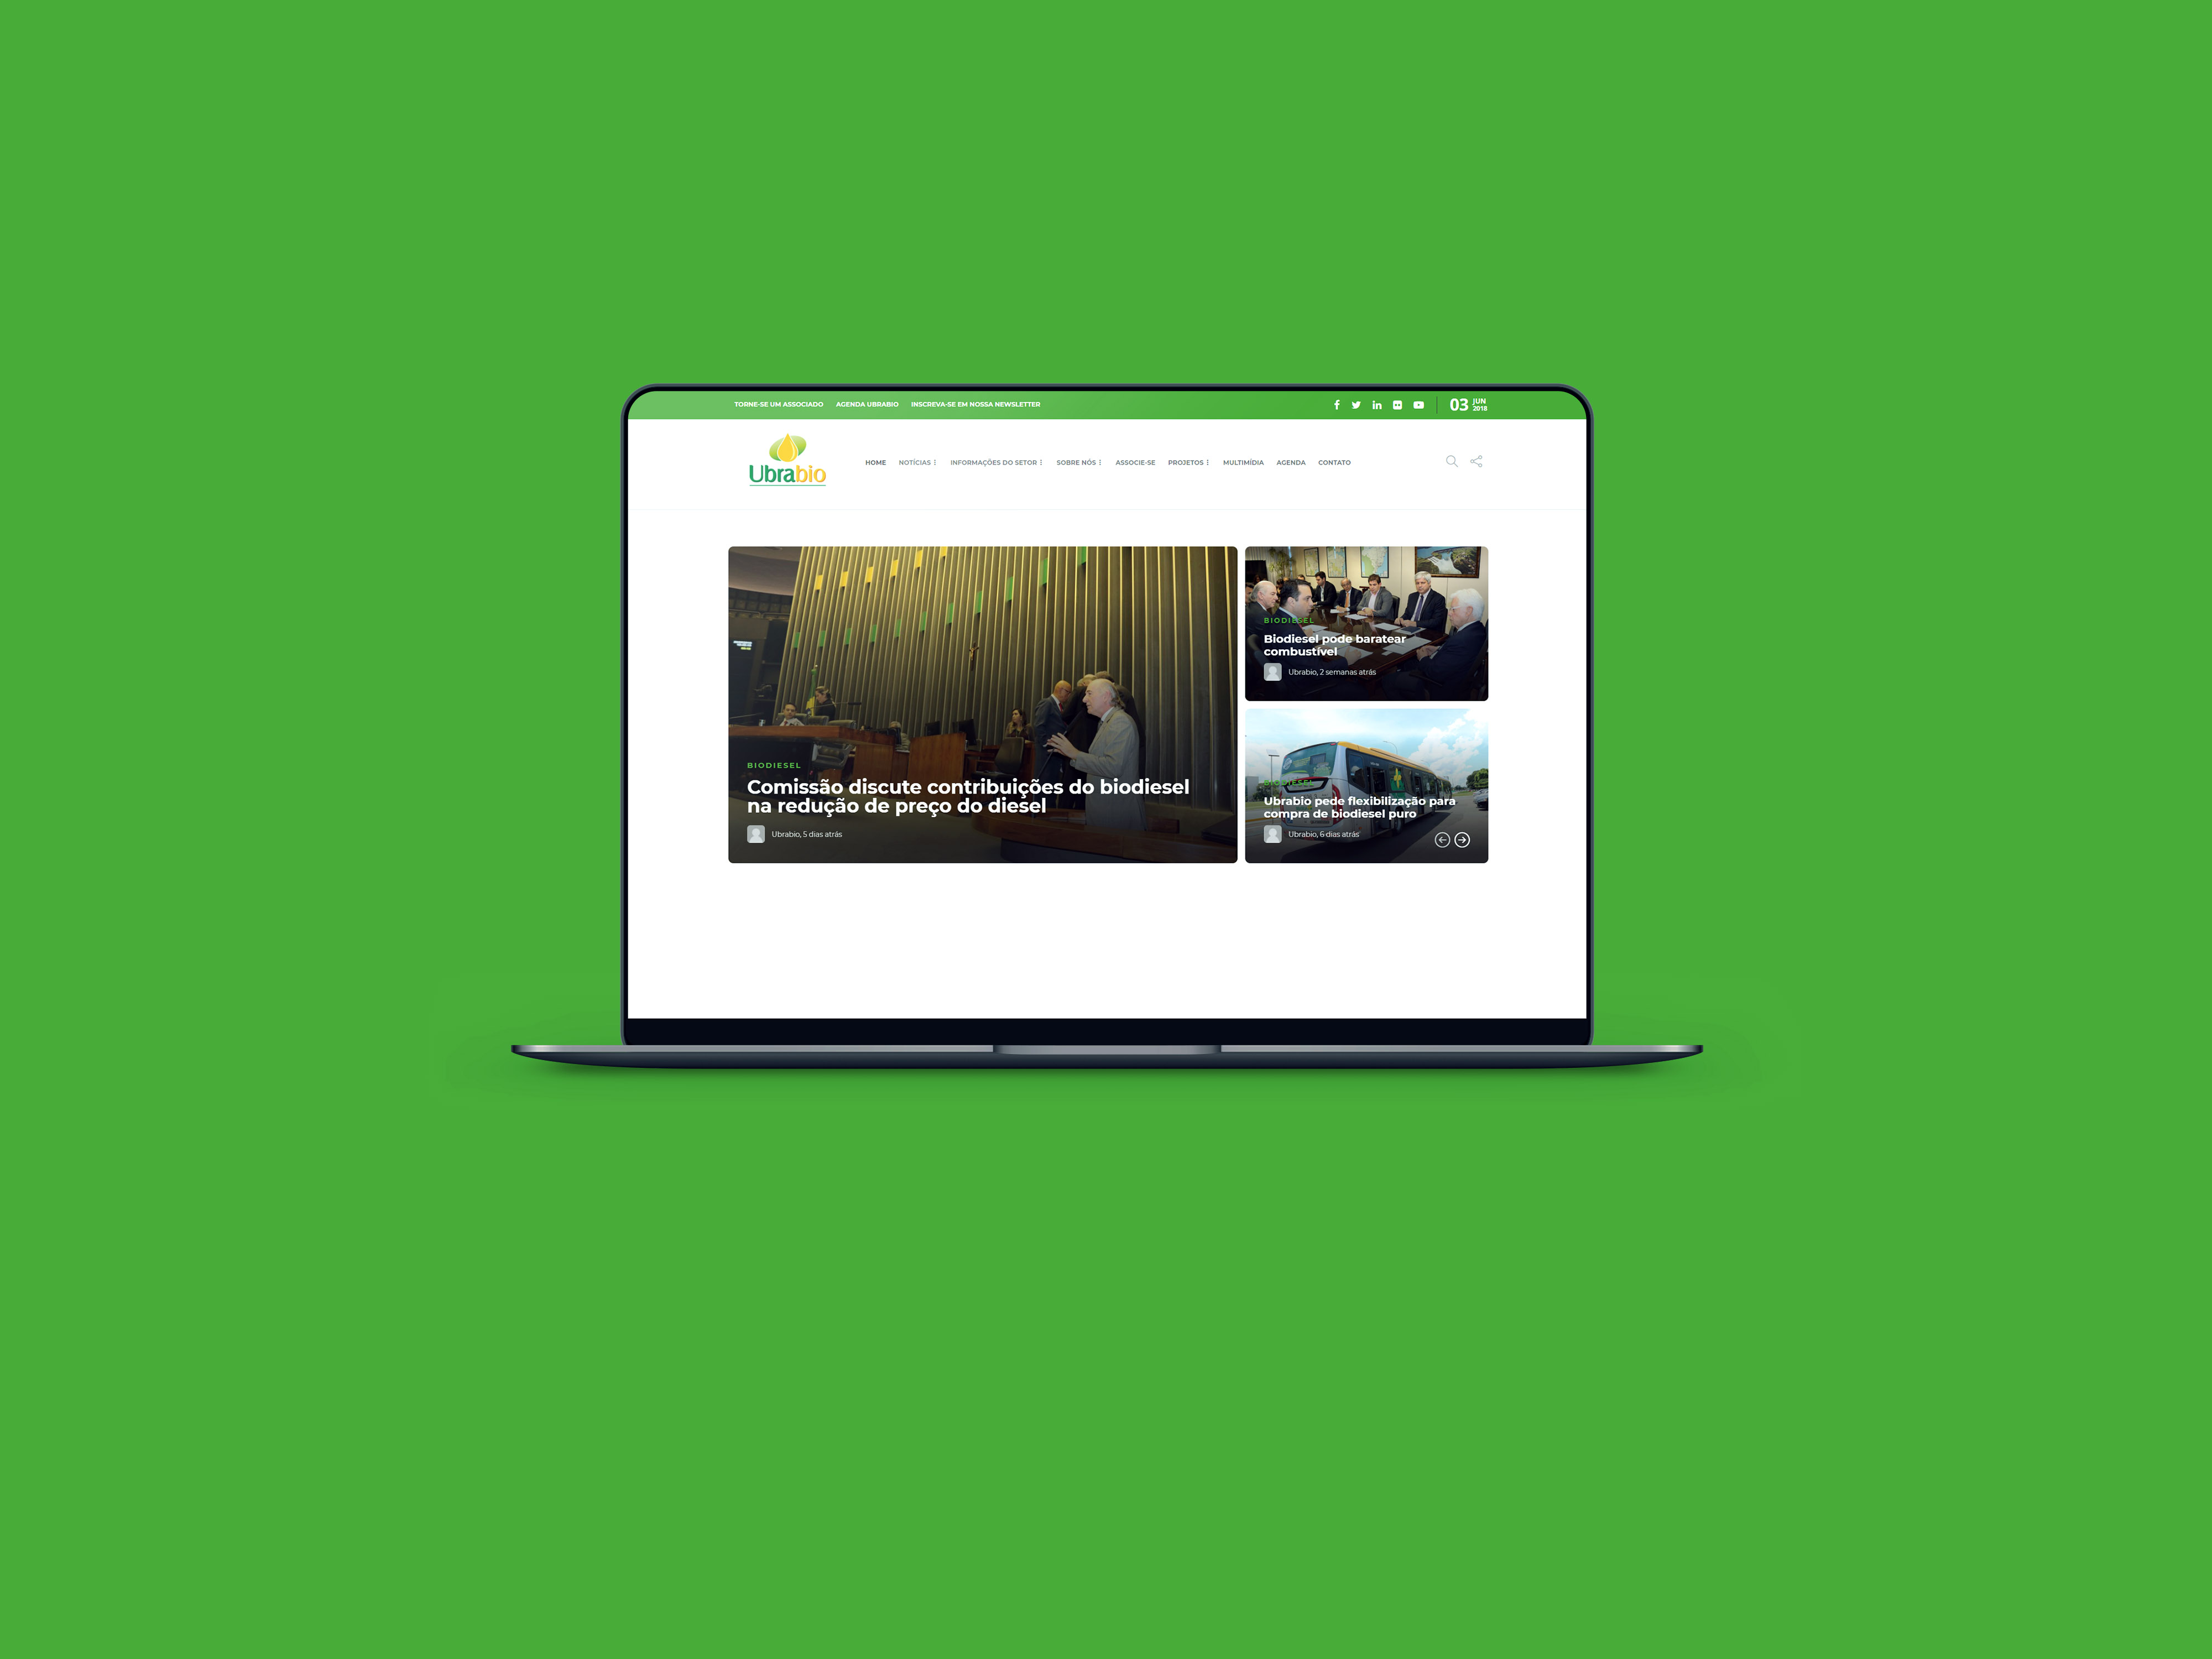 TORNE-SE UM ASSOCIADO AGENDA UBRABIO INSCREVA-SE EM NOSSA NEWSLETTER
03 JUN
2018
Ubrabio
HOME NOTÍCIAS INFORMAÇÕES DO SETOR SOBRE NÓS ASSOCIE-SE PROJETOS MULTIMÍDIA AGENDA CONTATO
BIODIESEL
Comissão discute contribuições do biodiesel
na redução de preço do diesel
Ubrabio, 5 dias atrás
BIODIESEL
Biodiesel pode baratear
combustível
Ubrabio, 2 semanas atrás
BIODIESEL
Ubrabio pede flexibilização para
compra de biodiesel puro
Ubrabio, 6 dias atrás